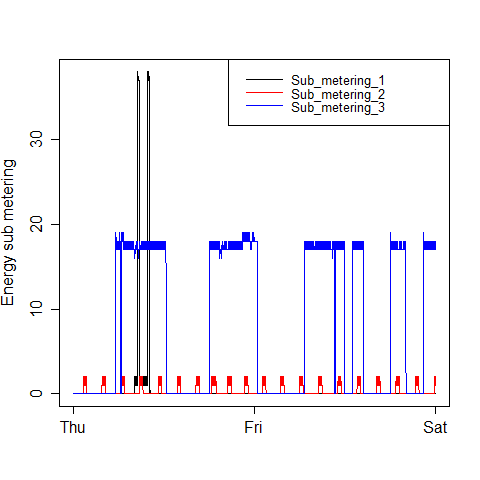 Sub_metering_1
Sub_metering_2
Sub_metering_3
Energy sub metering
30
20
10
0
Thu Fri Sat